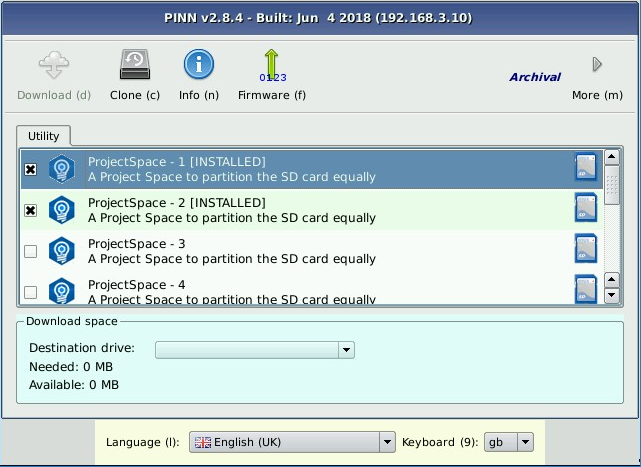 PINN v2.8.4 - Built: Jun  4 2018 (192.168.3.10)
0123
Archival
Download (d) Clone (c) Info (n) Firmware (f) More (m)
Utility
ProjectSpace - 1 [INSTALLED]
A Project Space to partition the SD card equally
ProjectSpace - 2 [INSTALLED]
A Project Space to partition the SD card equally
ProjectSpace - 3
A Project Space to partition the SD card equally
ProjectSpace - 4
A Project Space to partition the SD card equally
Download space
Destination drive:
Needed: 0 MB
Available: 0 MB
Language (l): English (UK) Keyboard (9): gb